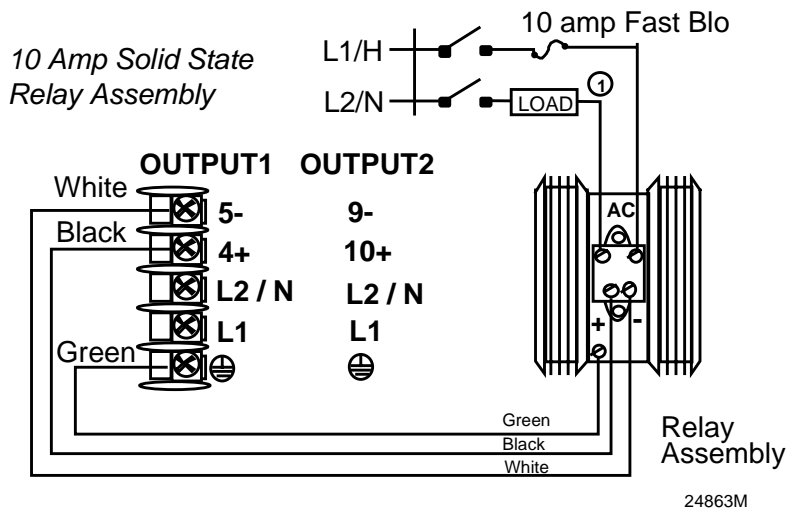 10 amp Fast Blo
10 Amp Solid State
Relay Assembly
L1/H
L2/N
LOAD
1
OUTPUT1 OUTPUT2
White
5- 9-
Black
4+ 10+
L2 / N L2 / N
L1 L1
Green
AC
+ -
Green
Black
White
Relay
Assembly
24863M